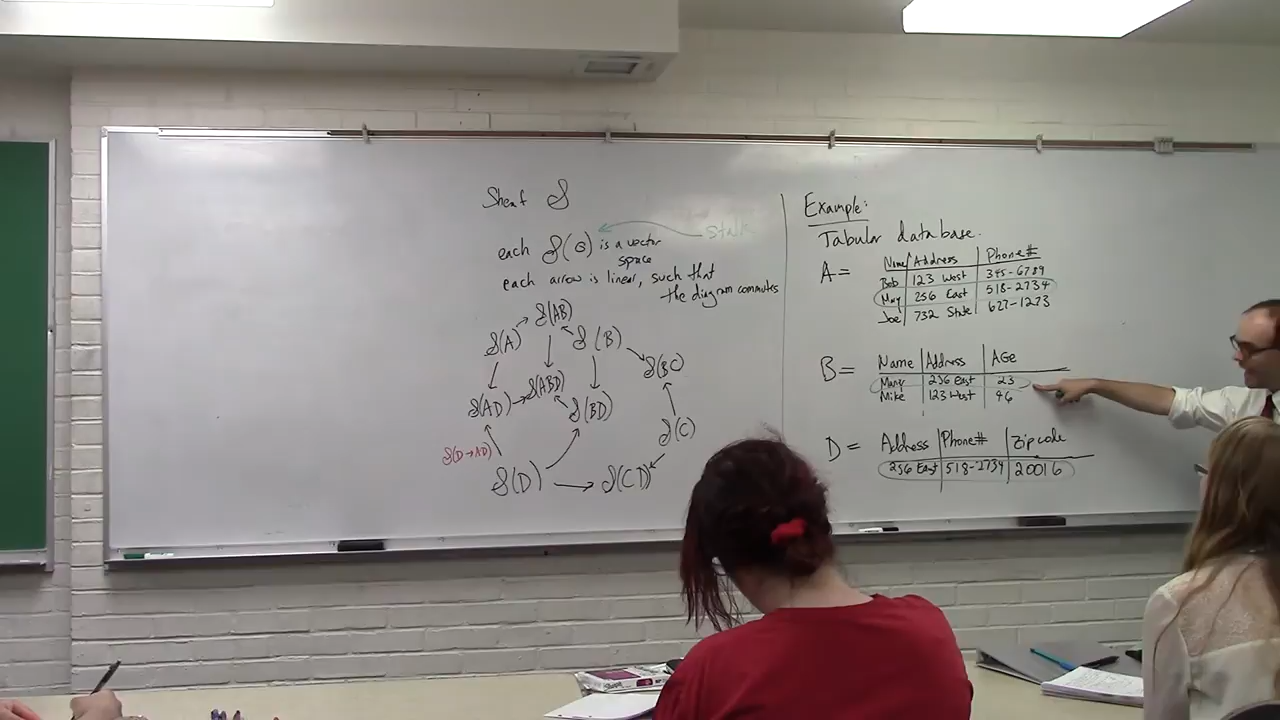 Sheaf S
each S(σ) is a vector space
stalk
each arrow is linear, such that
the diagram commutes
S(AB)
S(A) S(B)
S(BC)
S(ABD)
S(AD) S(BD)
S(C)
S(D→AD)
S(D) S(CD)
Example:
Tabular database.
A=
Name Address Phone#
Bob 123 West 345-6789
Mary 256 East 518-2734
Joe 732 State 627-1273
B=
Name Address AGe
Mary 256 East 23
Mike 123 West 46
D=
Address Phone# Zipcode
256 East 518-2734 20016